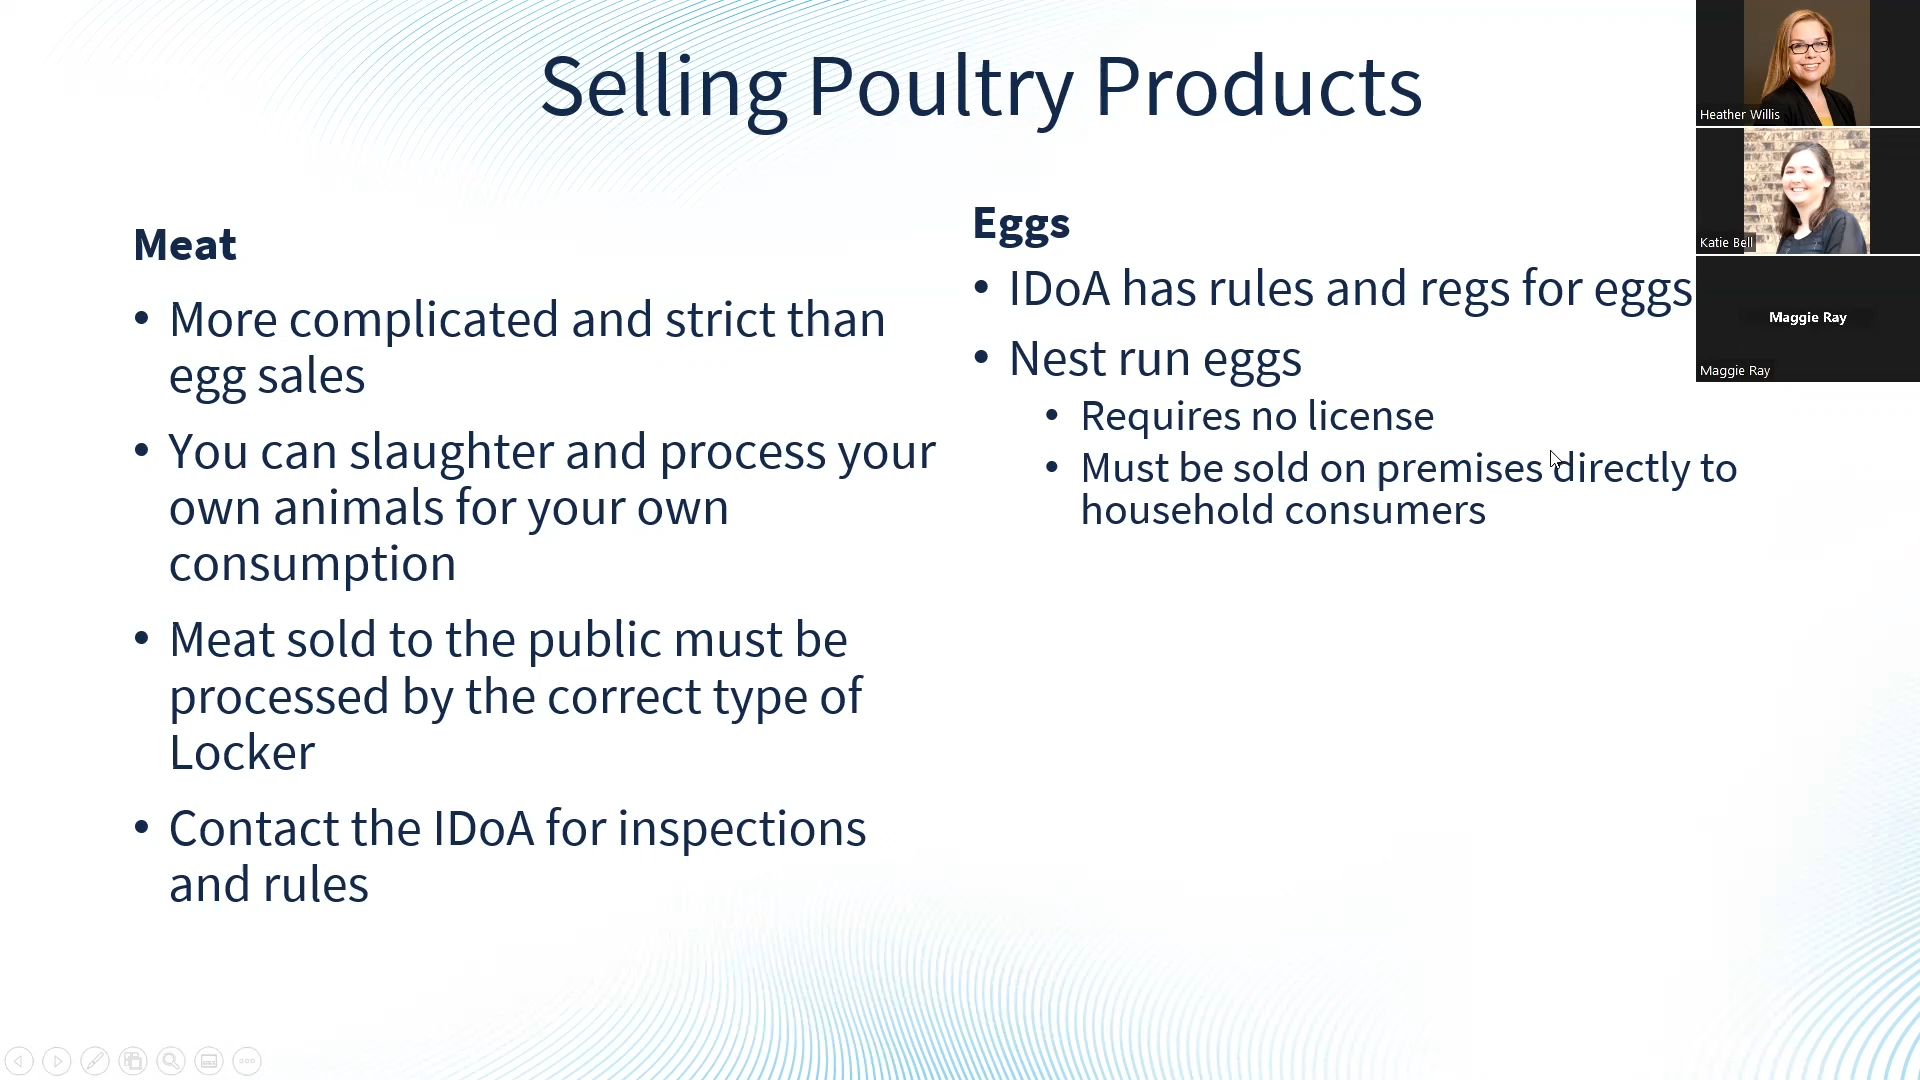 Selling Poultry Products
Meat
• More complicated and strict than
egg sales
• You can slaughter and process your
own animals for your own
consumption
• Meat sold to the public must be
processed by the correct type of
Locker
• Contact the IDoA for inspections
and rules
Eggs
• IDoA has rules and regs for eggs
• Nest run eggs
• Requires no license
• Must be sold on premises directly to
household consumers
Heather Willis
Katie Bell
Maggie Ray
Maggie Ray